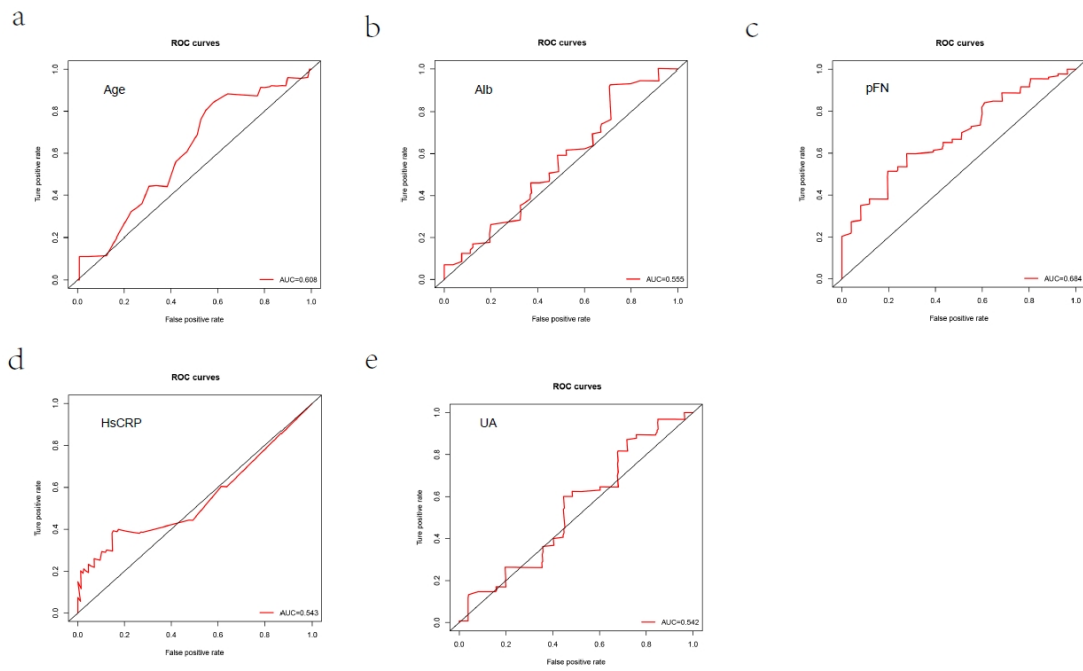 a
ROC curves
Age
1.0
0.8
0.6
0.4
0.2
0.0
Ture positive rate
AUC=0.608
0.0 0.2 0.4 0.6 0.8 1.0
False positive rate
b
ROC curves
Alb
1.0
0.8
0.6
0.4
0.2
0.0
Ture positive rate
AUC=0.555
0.0 0.2 0.4 0.6 0.8 1.0
False positive rate
c
ROC curves
pFN
1.0
0.8
0.6
0.4
0.2
0.0
Ture positive rate
AUC=0.684
0.0 0.2 0.4 0.6 0.8 1.0
False positive rate
d
ROC curves
HsCRP
1.0
0.8
0.6
0.4
0.2
0.0
Ture positive rate
AUC=0.543
0.0 0.2 0.4 0.6 0.8 1.0
False positive rate
e
ROC curves
UA
1.0
0.8
0.6
0.4
0.2
0.0
Ture positive rate
AUC=0.542
0.0 0.2 0.4 0.6 0.8 1.0
False positive rate